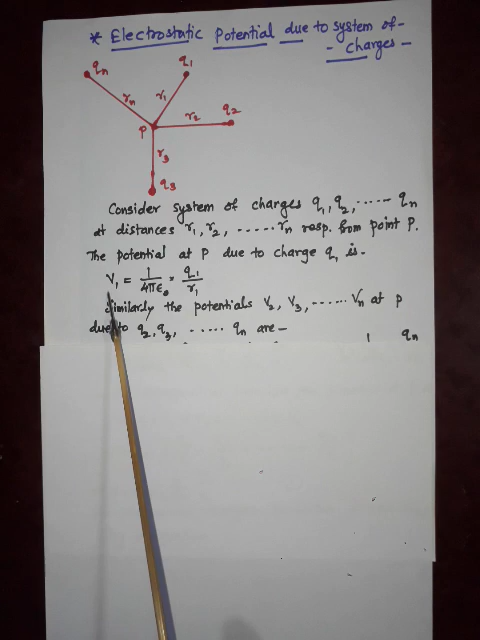 * Electrostatic Potential due to system of -
- charges -
qn
q1
rn
r1
r2
q2
P
r3
q3
Consider system of charges q1, q2, ...... qn
at distances r1, r2, ...... rn resp. from point P.
The potential at P due to charge q1 is -
V1 = 1/4πε0 × q1/r1
Similarly the potentials V2, V3, ...... Vn at P
due to q2, q3, ..... qn are -
1 qn